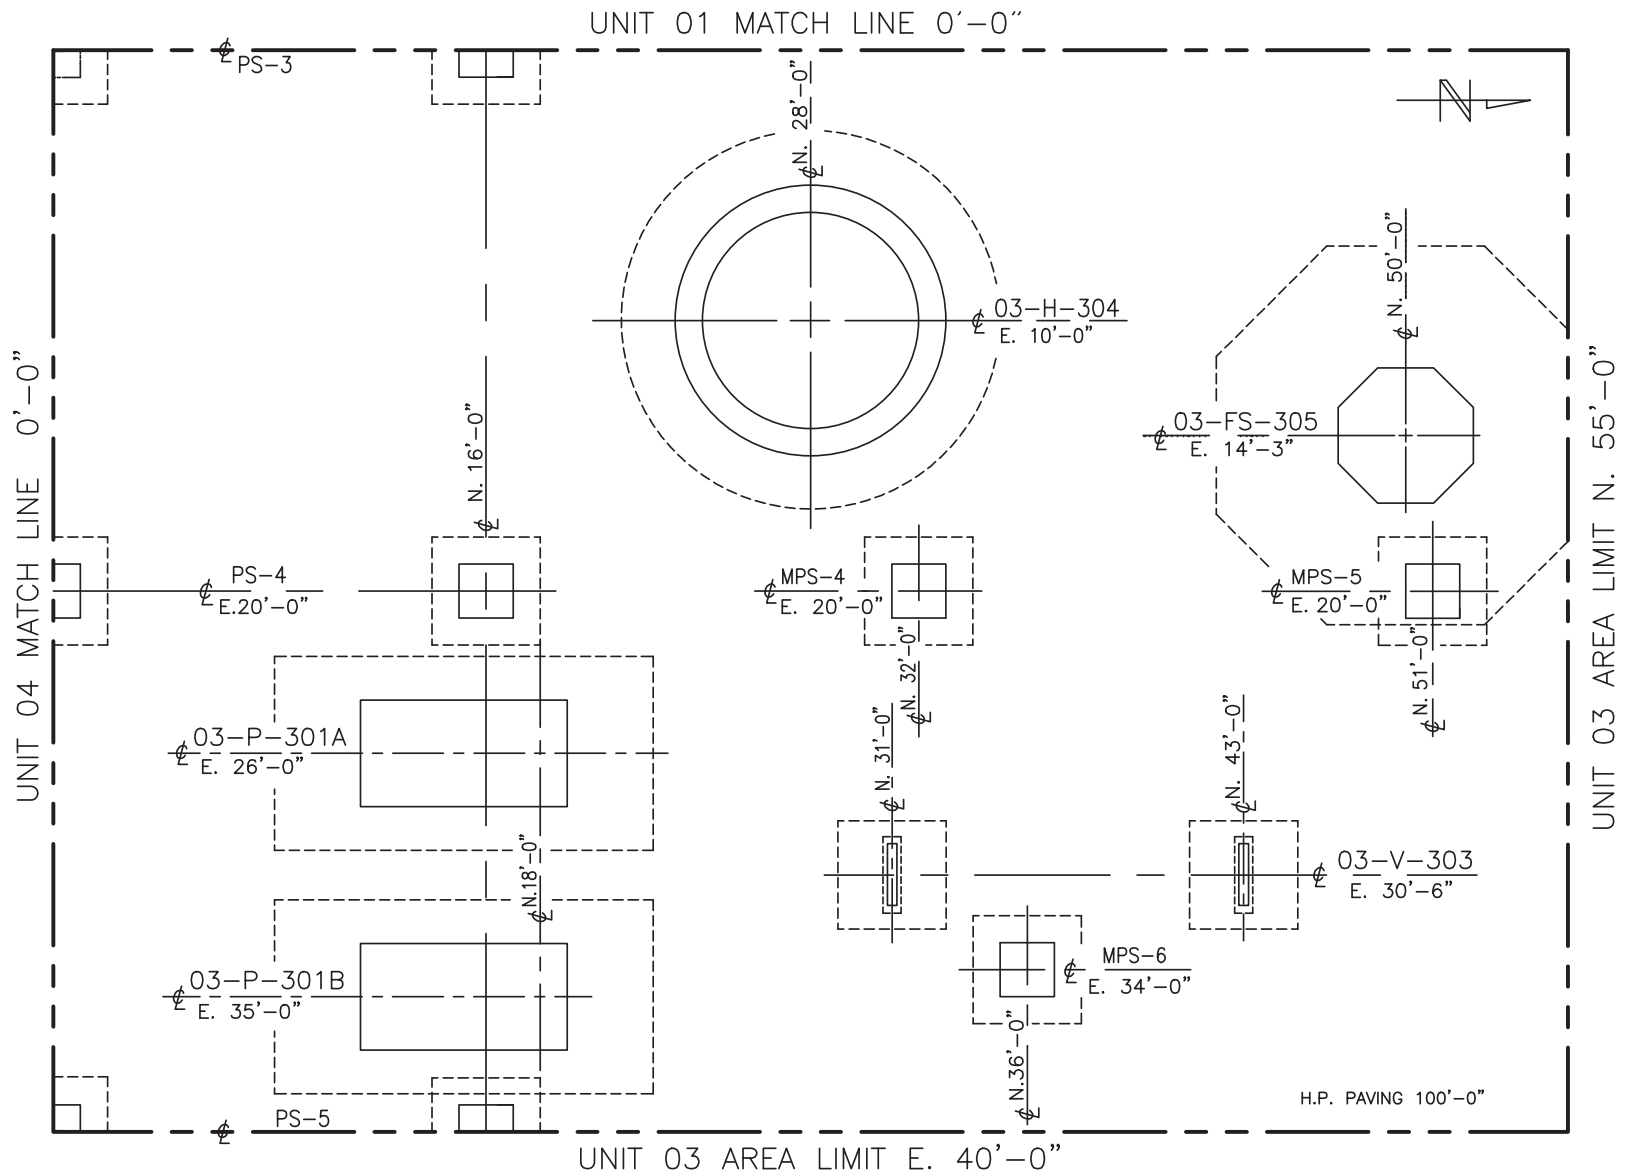 UNIT 01 MATCH LINE 0'-0"
PS-3
N. 28'-0"
N
N. 50'-0"
03-H-304
E. 10'-0"
UNIT 04 MATCH LINE 0'-0"
UNIT 03 AREA LIMIT N. 55'-0"
N. 16'-0"
03-FS-305
E. 14'-3"
PS-4
E.20'-0"
MPS-4
E. 20'-0"
MPS-5
E. 20'-0"
N. 32'-0"
N. 51'-0"
03-P-301A
E. 26'-0"
N. 31'-0"
N. 43'-0"
N.18'-0"
03-V-303
E. 30'-6"
MPS-6
E. 34'-0"
03-P-301B
E. 35'-0"
N.36'-0"
H.P. PAVING 100'-0"
PS-5
UNIT 03 AREA LIMIT E. 40'-0"